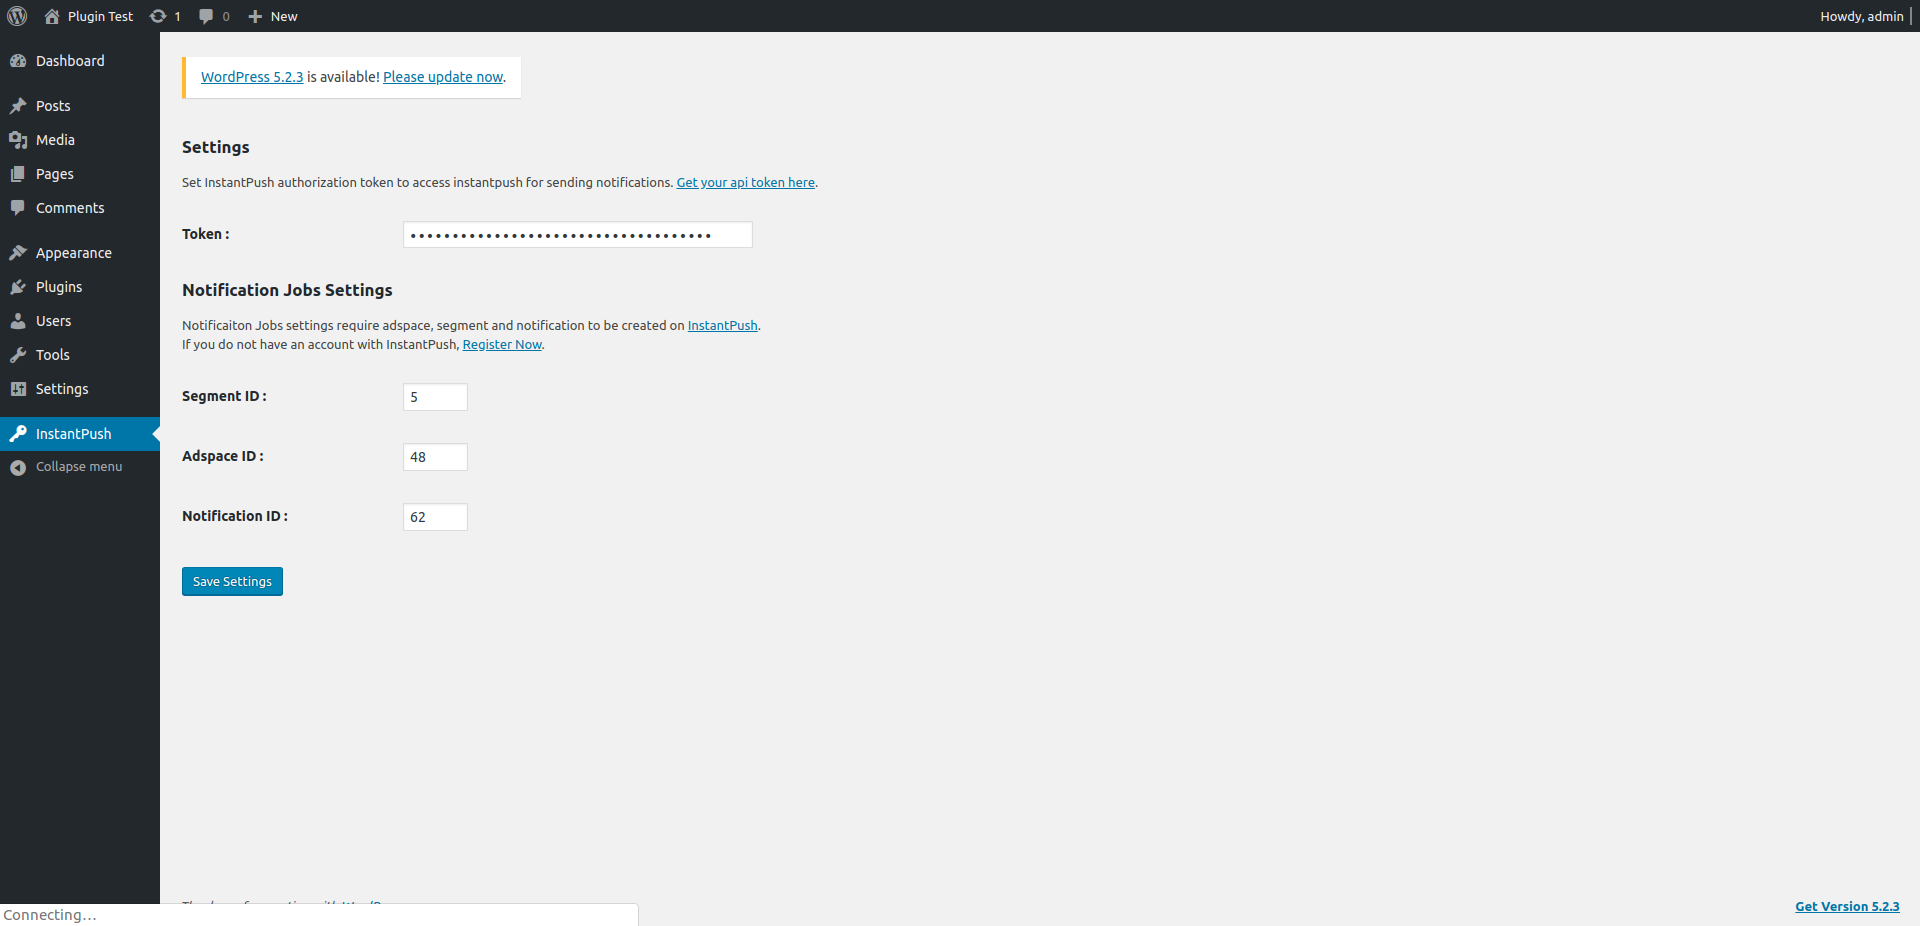 Plugin Test 1 0 New Howdy, admin
Dashboard
Posts
Media
Pages
Comments
Appearance
Plugins
Users
Tools
Settings
InstantPush
Collapse menu
WordPress 5.2.3 is available! Please update now.
Settings
Set InstantPush authorization token to access instantpush for sending notifications. Get your api token here.
Token : ••••••••••••••••••••••••••••••••••••
Notification Jobs Settings
Notificaiton Jobs settings require adspace, segment and notification to be created on InstantPush.
If you do not have an account with InstantPush, Register Now.
Segment ID : 5
Adspace ID : 48
Notification ID : 62
Save Settings
Get Version 5.2.3
Connecting…